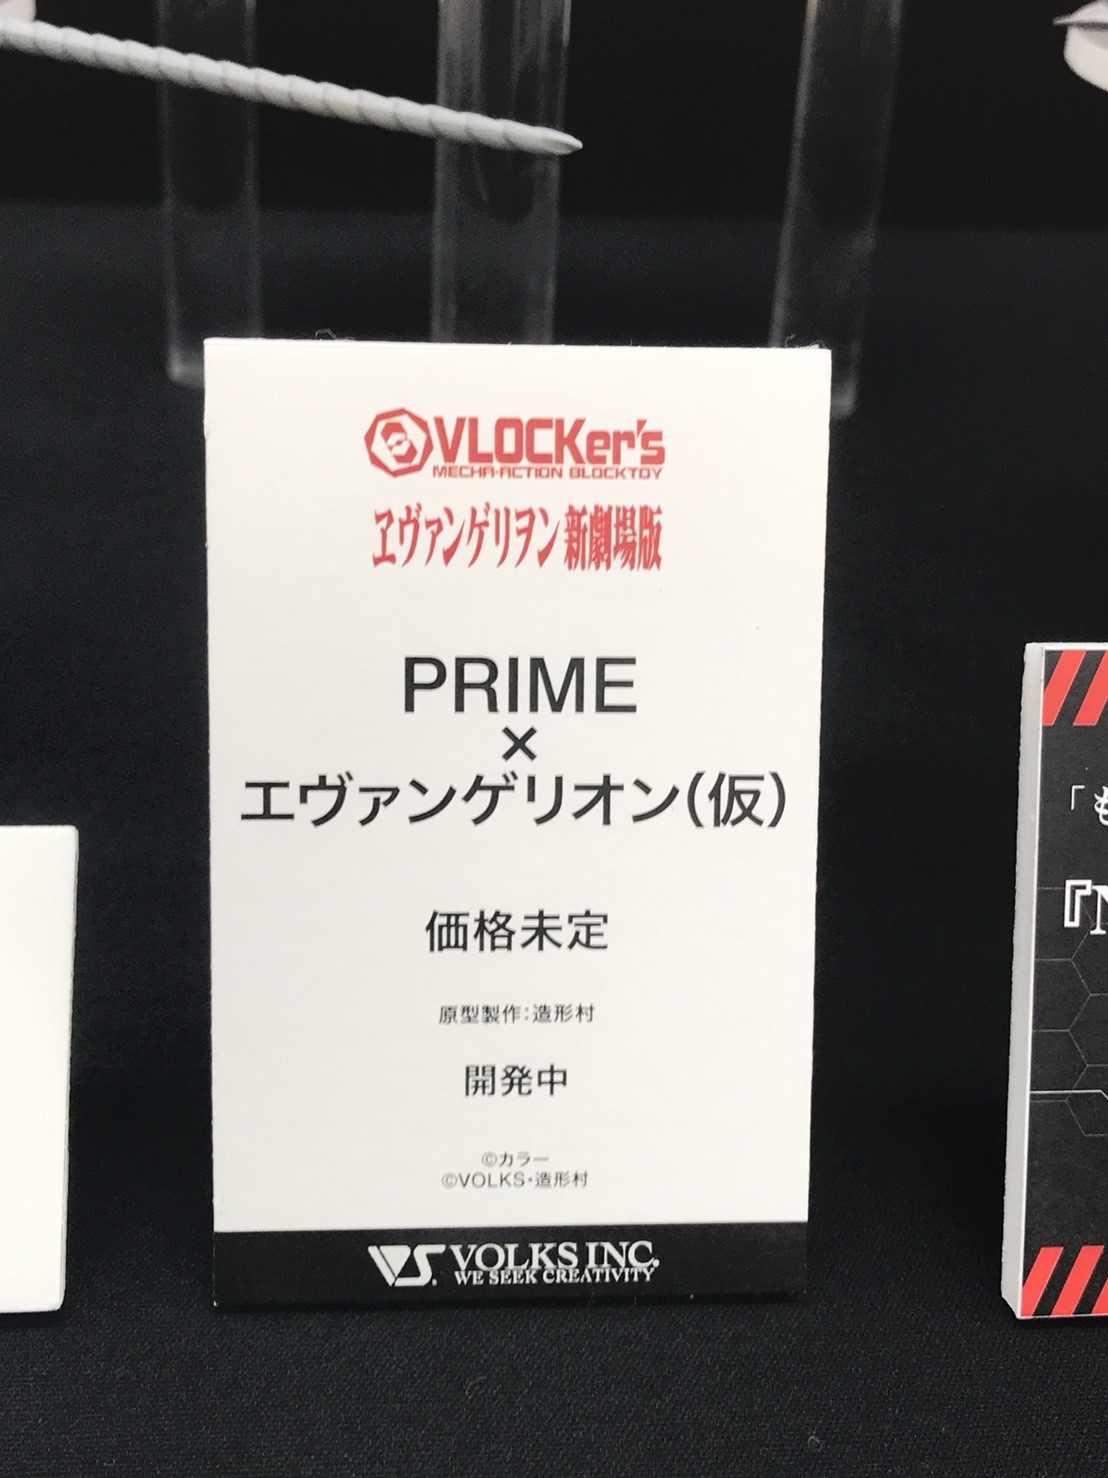 VLOCKer's
MECHA-ACTION BLOCKTOY
ヱヴァンゲリヲン新劇場版
PRIME
×
エヴァンゲリオン(仮)
価格未定
原型製作:造形村
開発中
©カラー
©VOLKS・造形村
VS. VOLKS INC.
WE SEEK CREATIVITY
「も
『N